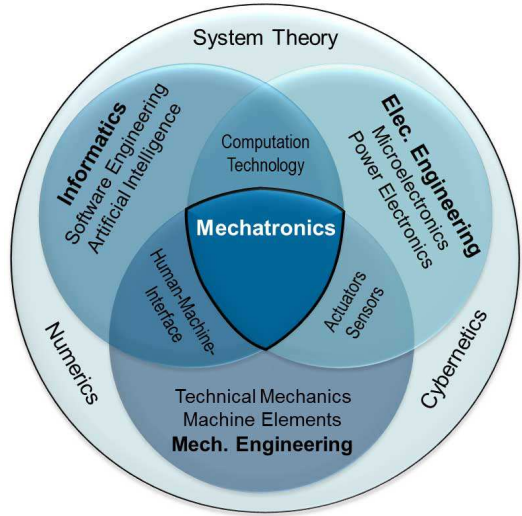 System Theory
Informatics
Software Engineering
Artificial Intelligence
Elec. Engineering
Microelectronics
Power Electronics
Computation
Technology
Mechatronics
Human-Machine-
Interface
Actuators
Sensors
Numerics
Cybernetics
Technical Mechanics
Machine Elements
Mech. Engineering